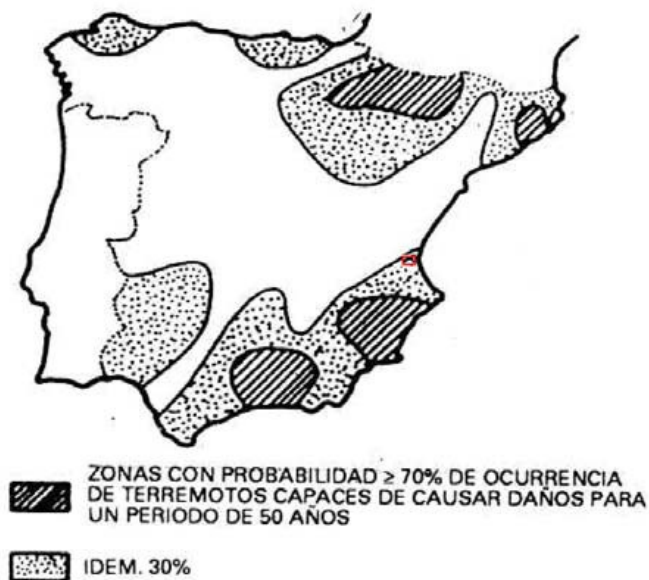 ZONAS CON PROBABILIDAD ≥ 70% DE OCURRENCIA
DE TERREMOTOS CAPACES DE CAUSAR DAÑOS PARA
UN PERIODO DE 50 AÑOS
IDEM. 30%